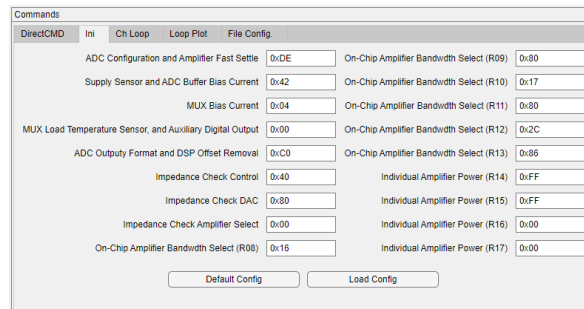 Commands
DirectCMD Ini Ch Loop Loop Plot File Config.
ADC Configuration and Amplifier Fast Settle 0xDE On-Chip Amplifier Bandwdth Select (R09) 0x80
Supply Sensor and ADC Buffer Bias Current 0x42 On-Chip Amplifier Bandwdth Select (R10) 0x17
MUX Bias Current 0x04 On-Chip Amplifier Bandwdth Select (R11) 0x80
MUX Load Temperature Sensor, and Auxiliary Digital Output 0x00 On-Chip Amplifier Bandwdth Select (R12) 0x2C
ADC Outputy Format and DSP Offset Removal 0xC0 On-Chip Amplifier Bandwdth Select (R13) 0x86
Impedance Check Control 0x40 Individual Amplifier Power (R14) 0xFF
Impedance Check DAC 0x80 Individual Amplifier Power (R15) 0xFF
Impedance Check Amplifier Select 0x00 Individual Amplifier Power (R16) 0x00
On-Chip Amplifier Bandwdth Select (R08) 0x16 Individual Amplifier Power (R17) 0x00
Default Config Load Config